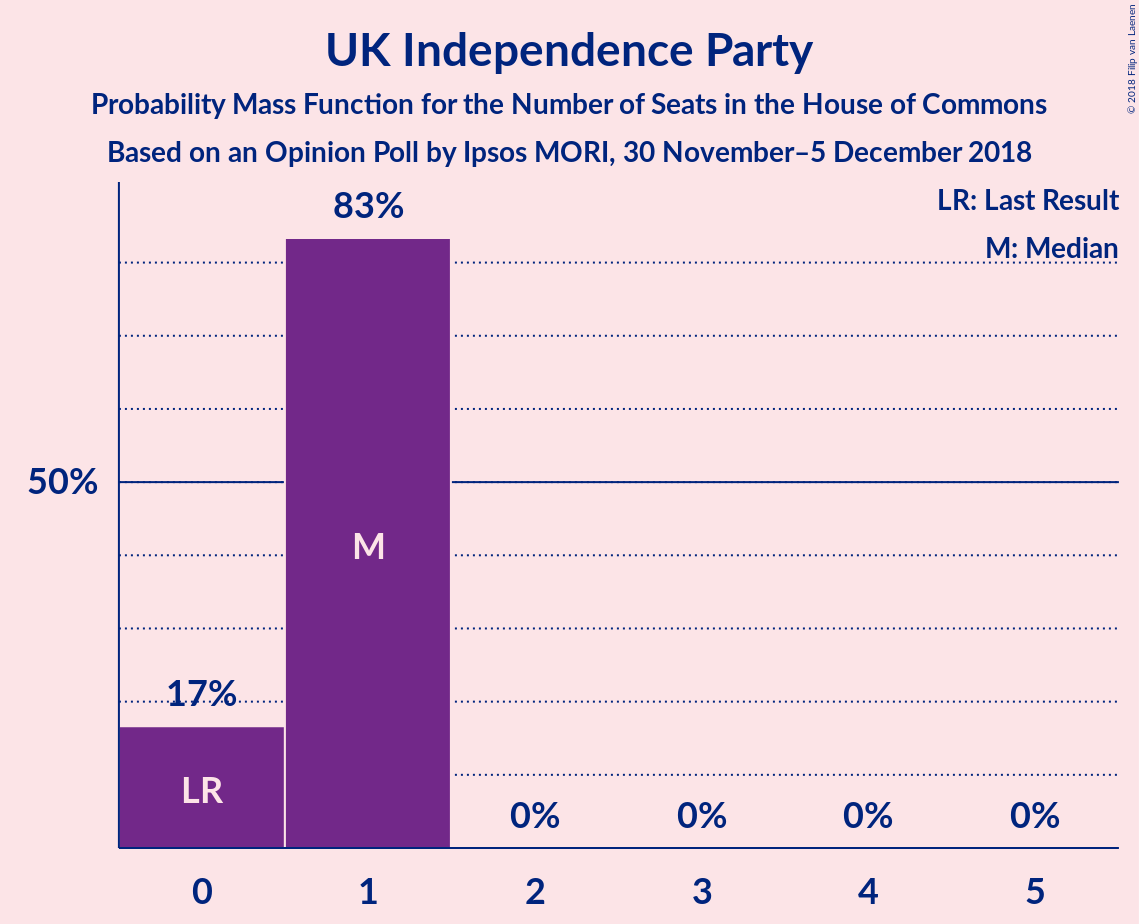 UK Independence Party
Probability Mass Function for the Number of Seats in the House of Commons
Based on an Opinion Poll by Ipsos MORI, 30 November–5 December 2018
© 2018 Filip van Laenen
LR: Last Result
M: Median
83%
50%
M
17%
LR
0%
0%
0%
0%
0
1
2
3
4
5